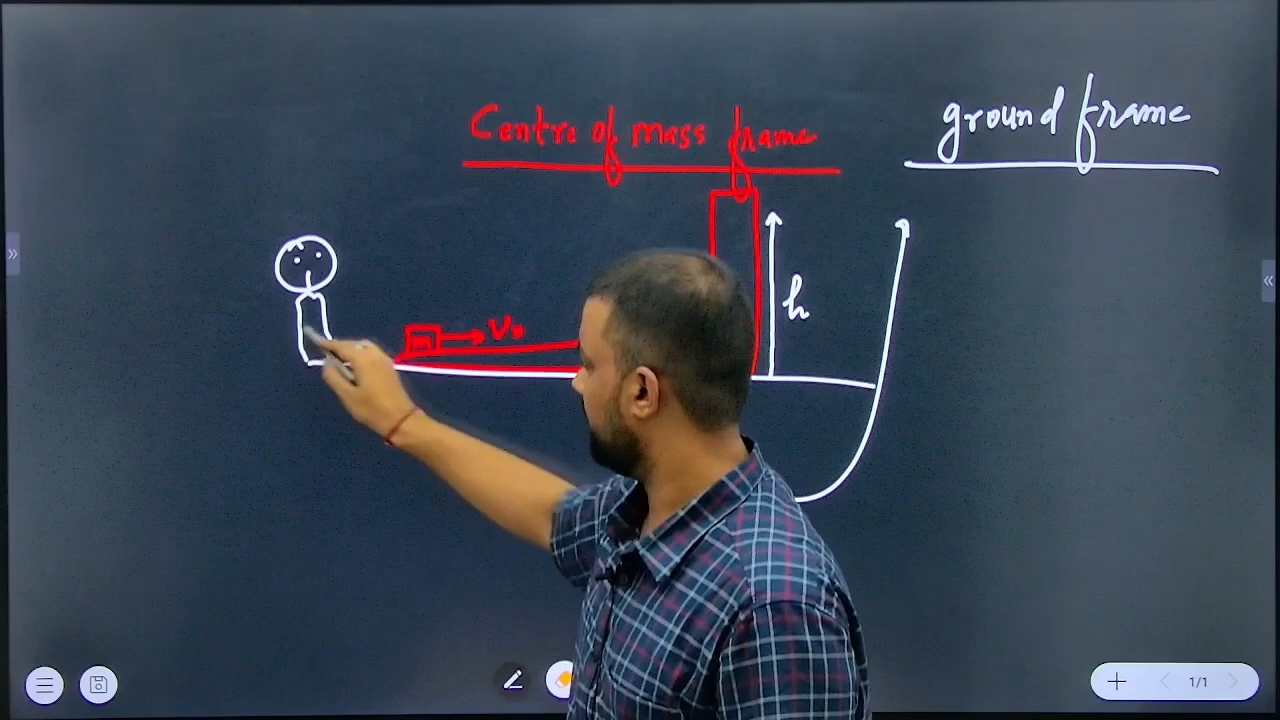 Centre of mass frame
ground frame
h
m
V₀
1/1